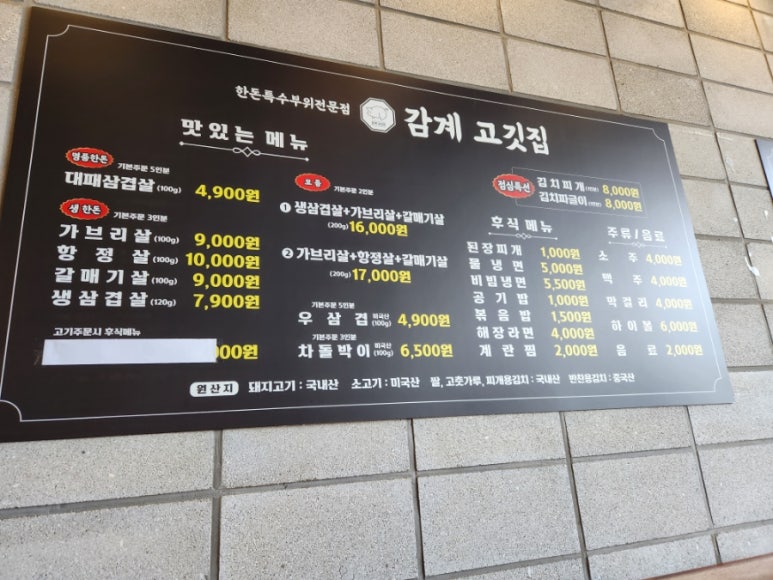 한돈특수부위전문점
감계 고깃집
맛있는 메뉴
명품한돈 기본주문 5인분
대패삼겹살 (100g) 4,900원
생 한돈 기본주문 3인분
가브리살 (100g) 9,000원
항정살 (100g) 10,000원
갈매기살 (100g) 9,000원
생삼겹살 (120g) 7,900원
고기주문시 후식메뉴
00원
모듬 기본주문 2인분
① 생삼겹살+가브리살+갈매기살
(200g) 16,000원
② 가브리살+항정살+갈매기살
(200g) 17,000원
기본주문 5인분
우삼겹 미국산 (100g) 4,900원
기본주문 3인분
차돌박이 미국산 (100g) 6,500원
점심특선 김치찌개 (1인분) 8,000원
김치찌글이 (1인분) 8,000원
후식 메뉴
된장찌개 1,000원
물냉면 5,000원
비빔냉면 5,500원
공기밥 1,000원
볶음밥 1,500원
해장라면 4,000원
계란찜 2,000원
주류/음료
소주 4,000원
맥주 4,000원
막걸리 4,000원
하이볼 6,000원
음료 2,000원
원산지 돼지고기 : 국내산 소고기 : 미국산 쌀, 고춧가루, 찌개용김치 : 국내산 반찬용김치 : 중국산